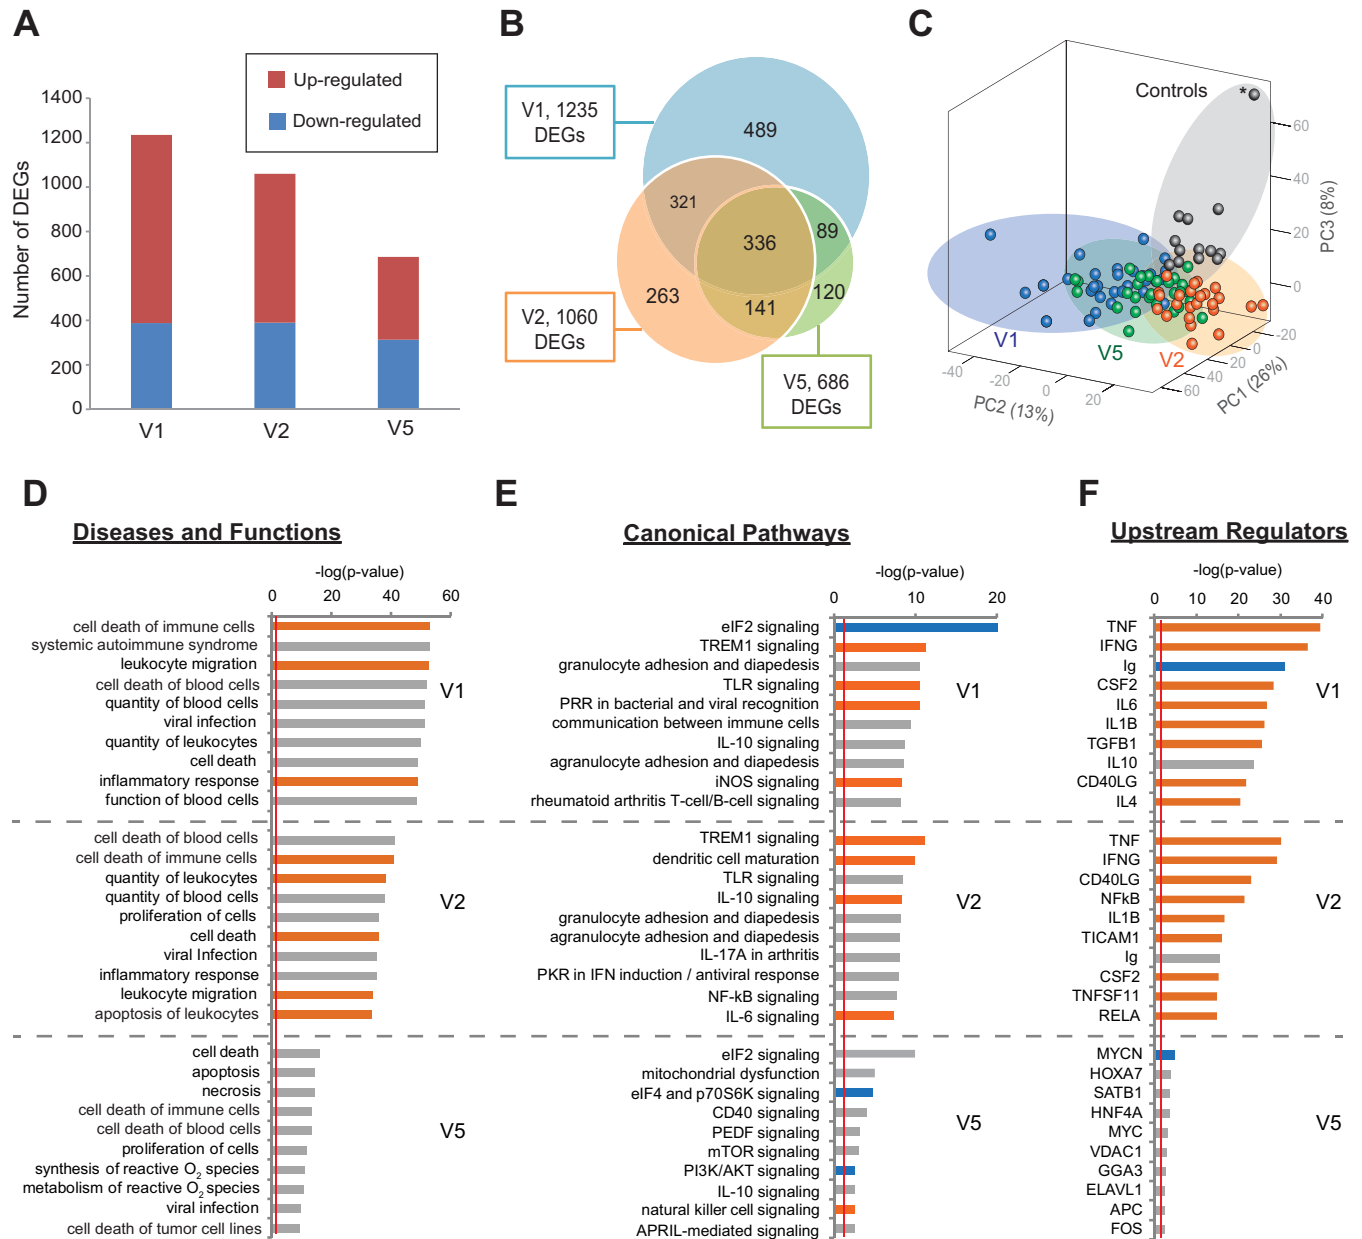 A
Up-regulated
Down-regulated
Number of DEGs
1400
1200
1000
800
600
400
200
0
V1
V2
V5
B
V1, 1235
DEGs
V2, 1060
DEGs
V5, 686
DEGs
489
321
336
89
263
141
120
C
Controls
*
V1
V5
V2
60
40
20
0
PC3 (8%)
-40
-20
0
20
PC2 (13%)
-20
0
20
40
60
PC1 (26%)
D
Diseases and Functions
-log(p-value)
0 20 40 60
cell death of immune cells
systemic autoimmune syndrome
leukocyte migration
cell death of blood cells
quantity of blood cells
viral infection
quantity of leukocytes
cell death
inflammatory response
function of blood cells
V1
cell death of blood cells
cell death of immune cells
quantity of leukocytes
quantity of blood cells
proliferation of cells
cell death
viral Infection
inflammatory response
leukocyte migration
apoptosis of leukocytes
V2
cell death
apoptosis
necrosis
cell death of immune cells
cell death of blood cells
proliferation of cells
synthesis of reactive O2 species
metabolism of reactive O2 species
viral infection
cell death of tumor cell lines
V5
E
Canonical Pathways
-log(p-value)
0 10 20
eIF2 signaling
TREM1 signaling
granulocyte adhesion and diapedesis
TLR signaling
PRR in bacterial and viral recognition
communication between immune cells
IL-10 signaling
agranulocyte adhesion and diapedesis
iNOS signaling
rheumatoid arthritis T-cell/B-cell signaling
V1
TREM1 signaling
dendritic cell maturation
TLR signaling
IL-10 signaling
granulocyte adhesion and diapedesis
agranulocyte adhesion and diapedesis
IL-17A in arthritis
PKR in IFN induction / antiviral response
NF-kB signaling
IL-6 signaling
V2
eIF2 signaling
mitochondrial dysfunction
eIF4 and p70S6K signaling
CD40 signaling
PEDF signaling
mTOR signaling
PI3K/AKT signaling
IL-10 signaling
natural killer cell signaling
APRIL-mediated signaling
V5
F
Upstream Regulators
-log(p-value)
0 10 20 30 40
TNF
IFNG
Ig
CSF2
IL6
IL1B
TGFB1
IL10
CD40LG
IL4
V1
TNF
IFNG
CD40LG
NFkB
IL1B
TICAM1
Ig
CSF2
TNFSF11
RELA
V2
MYCN
HOXA7
SATB1
HNF4A
MYC
VDAC1
GGA3
ELAVL1
APC
FOS
V5